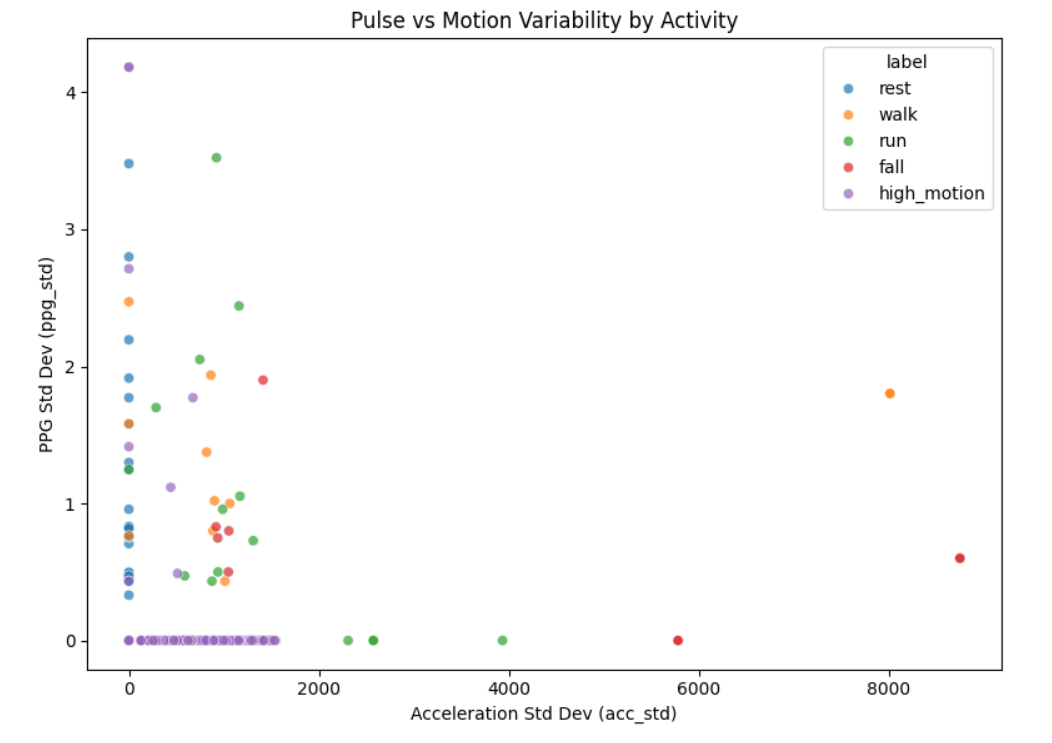 Pulse vs Motion Variability by Activity
label
rest
walk
run
fall
high_motion
PPG Std Dev (ppg_std)
4
3
2
1
0
0 2000 4000 6000 8000
Acceleration Std Dev (acc_std)